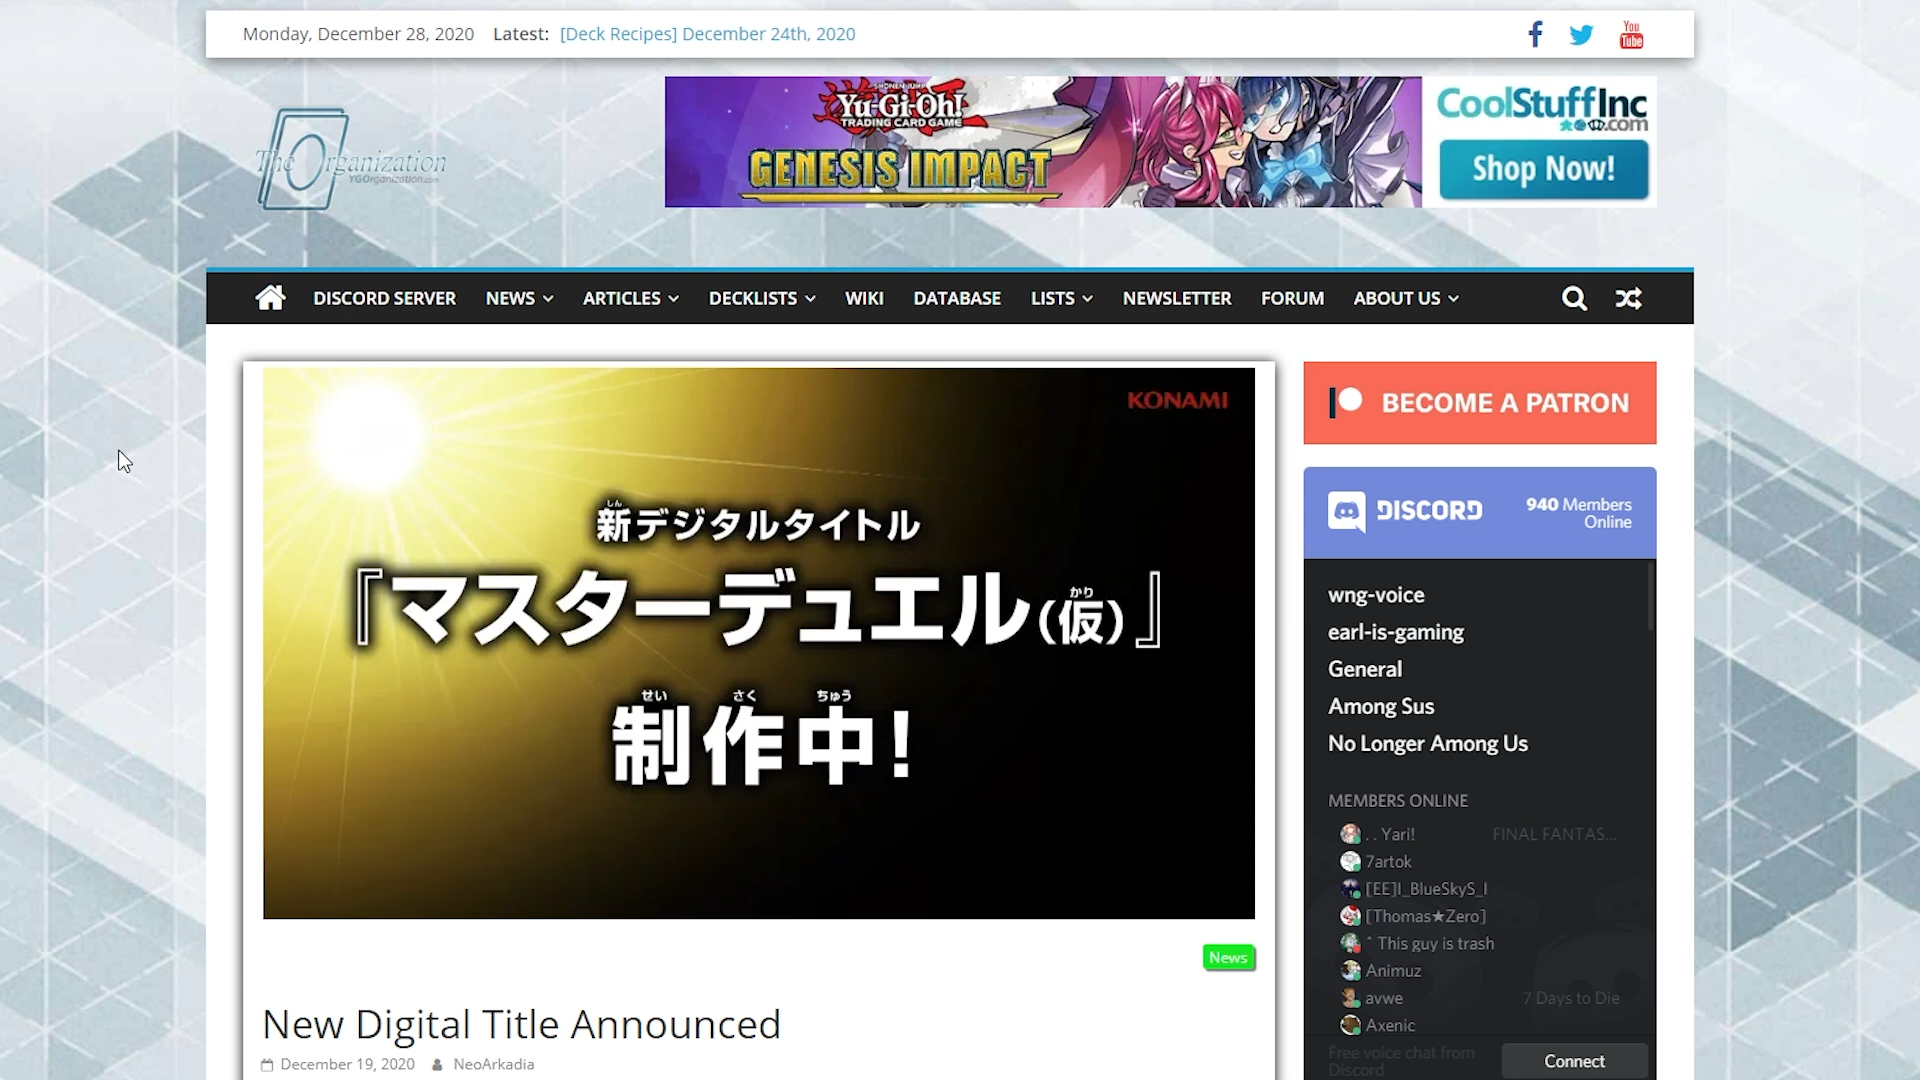 Monday, December 28, 2020 Latest: [Deck Recipes] December 24th, 2020
You
Tube
The Organization
YGOrganization.com
SHONEN JUMP
Yu-Gi-Oh!
TRADING CARD GAME
GENESIS IMPACT
CoolStuffInc
.com
Shop Now!
DISCORD SERVER NEWS ARTICLES DECKLISTS WIKI DATABASE LISTS NEWSLETTER FORUM ABOUT US
KONAMI
しん
新デジタルタイトル
かり
『マスターデュエル(仮)』
せい さく ちゅう
制作中!
News
New Digital Title Announced
December 19, 2020 NeoArkadia
BECOME A PATRON
DISCORD 940 Members
Online
wng-voice
earl-is-gaming
General
Among Sus
No Longer Among Us
MEMBERS ONLINE
. . Yari! FINAL FANTAS...
7artok
[EE]I_BlueSkyS_I
[Thomas★Zero]
ˆ This guy is trash
Animuz
avwe 7 Days to Die
Axenic
Free voice chat from
Discord
Connect